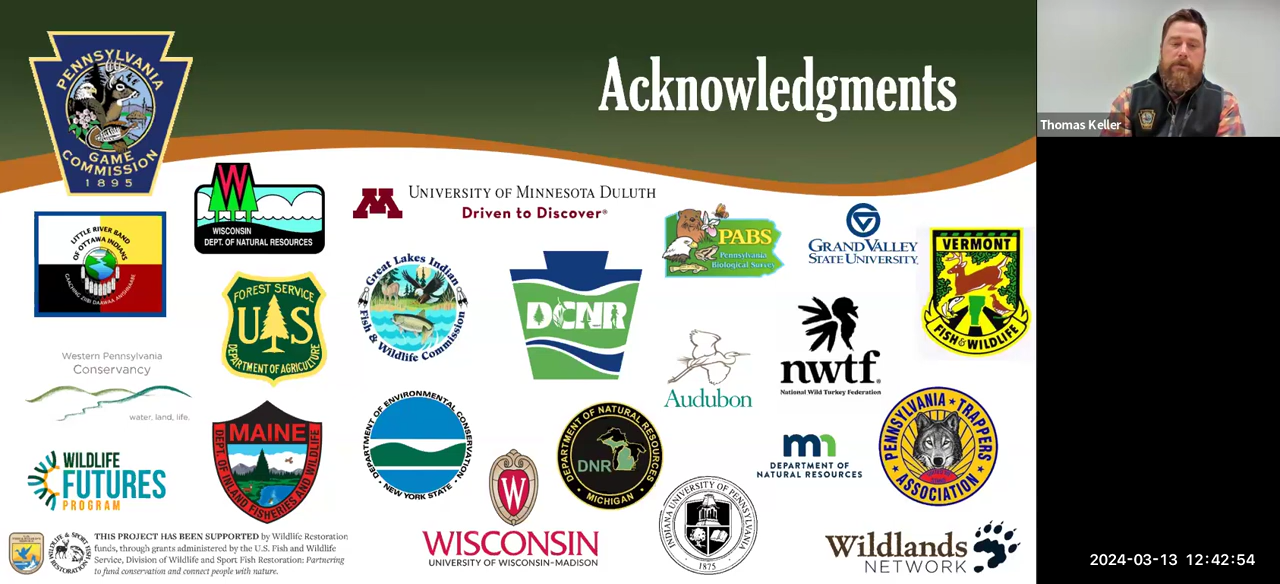 Acknowledgments
PENNSYLVANIA
GAME
COMMISSION
1895
Thomas Keller
WISCONSIN
DEPT. OF NATURAL RESOURCES
M UNIVERSITY OF MINNESOTA DULUTH
Driven to Discover®
PABS
Pennsylvania
Biological Survey
GRAND VALLEY
STATE UNIVERSITY
VERMONT
FISH & WILDLIFE
LITTLE RIVER BAND
OF OTTAWA INDIANS
FOREST SERVICE
US
DEPARTMENT OF AGRICULTURE
Great Lakes Indian
Fish & Wildlife Commission
DCNR
Audubon
nwtf®
National Wild Turkey Federation
Western Pennsylvania
Conservancy
water, land, life.
MAINE
DEPT. OF INLAND FISHERIES AND WILDLIFE
DEPARTMENT OF ENVIRONMENTAL CONSERVATION
NEW YORK STATE
W
WISCONSIN
UNIVERSITY OF WISCONSIN–MADISON
DEPARTMENT OF NATURAL RESOURCES
DNR
MICHIGAN
mn
DEPARTMENT OF
NATURAL RESOURCES
PENNSYLVANIA TRAPPERS
ASSOCIATION
WILDLIFE
FUTURES
PROGRAM
INDIANA UNIVERSITY OF PENNSYLVANIA
1875
Wildlands
NETWORK
THIS PROJECT HAS BEEN SUPPORTED by Wildlife Restoration
funds, through grants administered by the U.S. Fish and Wildlife
Service, Division of Wildlife and Sport Fish Restoration: Partnering
to fund conservation and connect people with nature.
2024-03-13 12:42:54